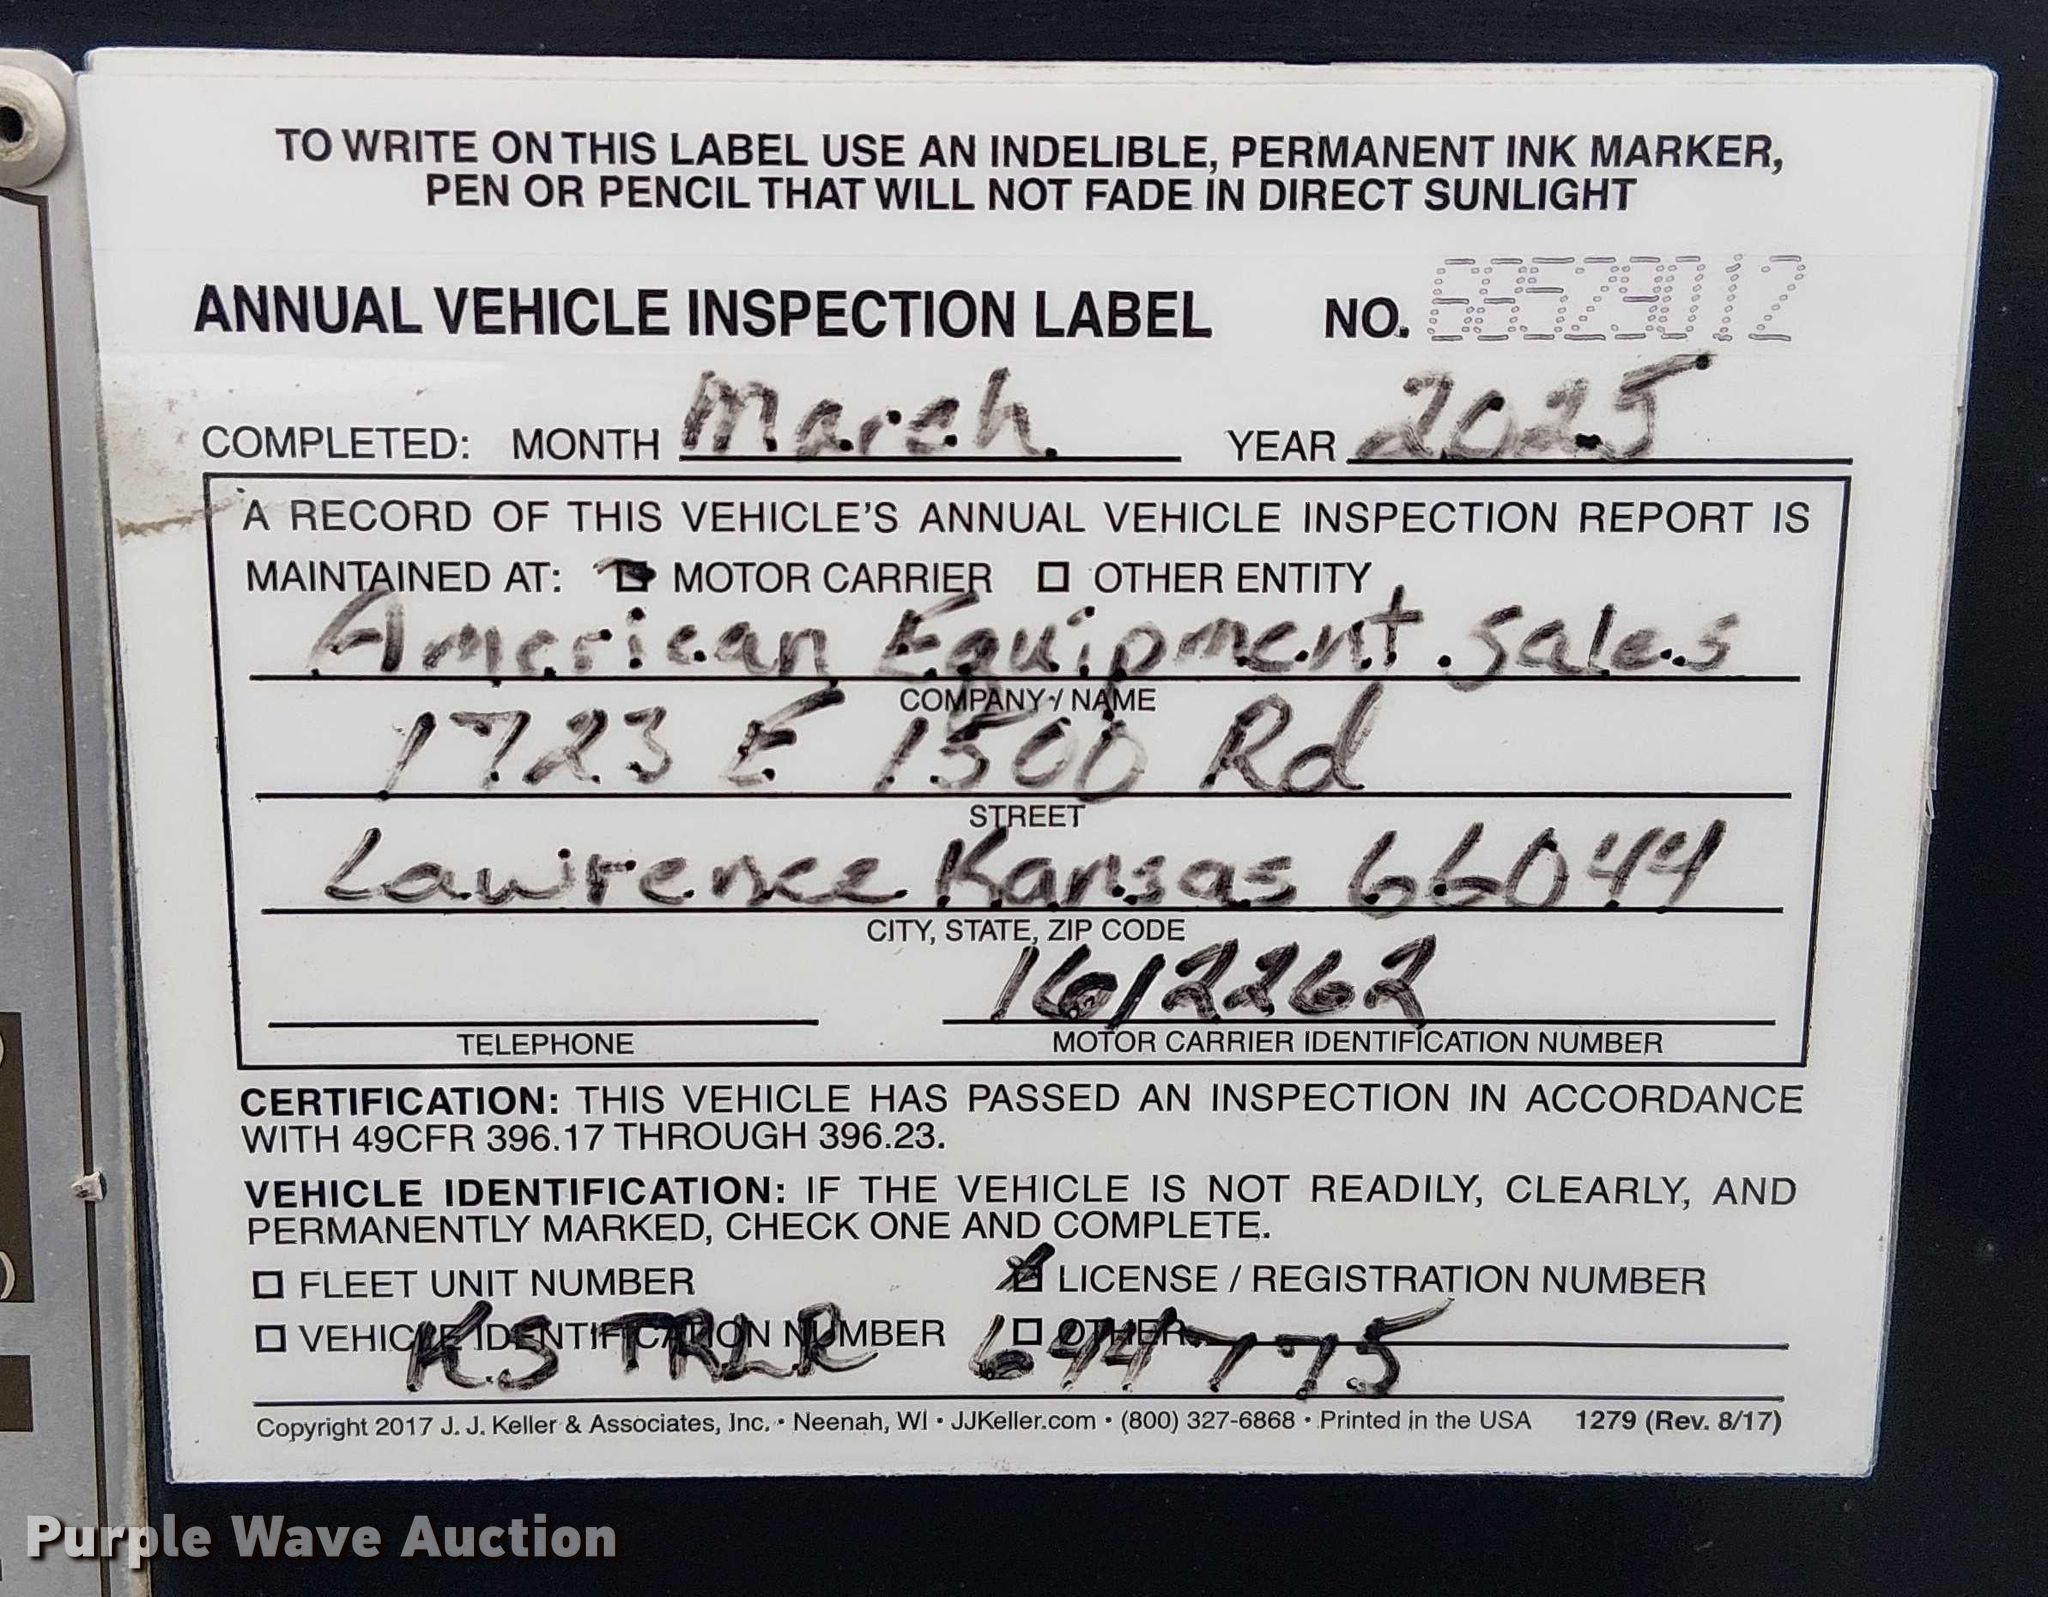 TO WRITE ON THIS LABEL USE AN INDELIBLE, PERMANENT INK MARKER,
PEN OR PENCIL THAT WILL NOT FADE IN DIRECT SUNLIGHT
ANNUAL VEHICLE INSPECTION LABEL NO.
COMPLETED: MONTH March YEAR 2025
A RECORD OF THIS VEHICLE'S ANNUAL VEHICLE INSPECTION REPORT IS
MAINTAINED AT: MOTOR CARRIER OTHER ENTITY
American Equipment Sales
COMPANY / NAME
1723 E 1500 Rd
STREET
Lawrence Kansas 66044
CITY, STATE, ZIP CODE
1612262
TELEPHONE MOTOR CARRIER IDENTIFICATION NUMBER
CERTIFICATION: THIS VEHICLE HAS PASSED AN INSPECTION IN ACCORDANCE
WITH 49CFR 396.17 THROUGH 396.23.
VEHICLE IDENTIFICATION: IF THE VEHICLE IS NOT READILY, CLEARLY, AND
PERMANENTLY MARKED, CHECK ONE AND COMPLETE.
FLEET UNIT NUMBER LICENSE / REGISTRATION NUMBER
VEHICLE IDENTIFICATION NUMBER OTHER
KS TRLR 644775
Copyright 2017 J. J. Keller & Associates, Inc. • Neenah, WI • JJKeller.com • (800) 327-6868 • Printed in the USA 1279 (Rev. 8/17)
Purple Wave Auction